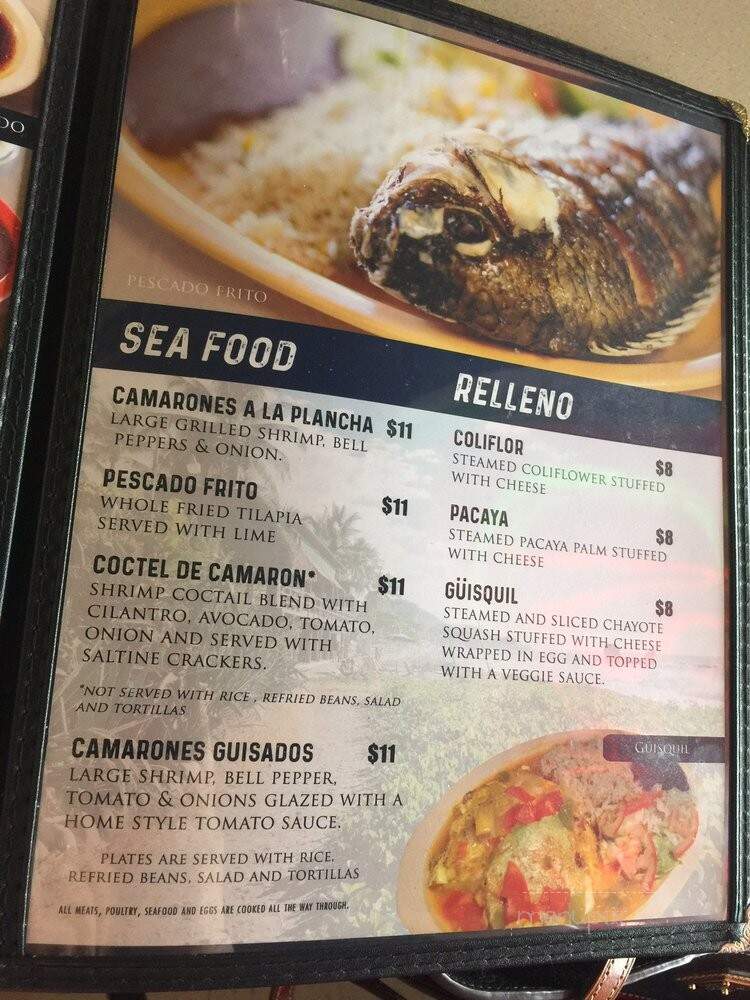 DO
PESCADO FRITO
SEA FOOD
CAMARONES A LA PLANCHA $11
LARGE GRILLED SHRIMP, BELL
PEPPERS & ONION.
PESCADO FRITO $11
WHOLE FRIED TILAPIA
SERVED WITH LIME
COCTEL DE CAMARON* $11
SHRIMP COCTAIL BLEND WITH
CILANTRO, AVOCADO, TOMATO,
ONION AND SERVED WITH
SALTINE CRACKERS.
*NOT SERVED WITH RICE , REFRIED BEANS, SALAD
AND TORTILLAS
CAMARONES GUISADOS $11
LARGE SHRIMP, BELL PEPPER,
TOMATO & ONIONS GLAZED WITH A
HOME STYLE TOMATO SAUCE.
PLATES ARE SERVED WITH RICE,
REFRIED BEANS, SALAD AND TORTILLAS
ALL MEATS, POULTRY, SEAFOOD AND EGGS ARE COOKED ALL THE WAY THROUGH.
RELLENO
COLIFLOR $8
STEAMED COLIFLOWER STUFFED
WITH CHEESE
PACAYA $8
STEAMED PACAYA PALM STUFFED
WITH CHEESE
GÜISQUIL $8
STEAMED AND SLICED CHAYOTE
SQUASH STUFFED WITH CHEESE
WRAPPED IN EGG AND TOPPED
WITH A VEGGIE SAUCE.
GÜISQUIL